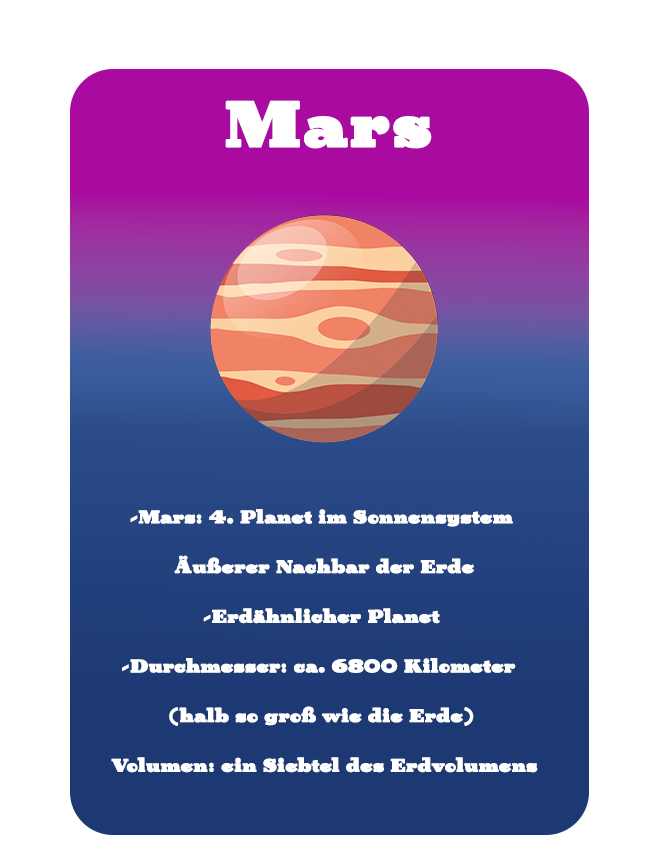 Mars
-Mars: 4. Planet im Sonnensystem
Äußerer Nachbar der Erde
-Erdähnlicher Planet
-Durchmesser: ca. 6800 Kilometer
(halb so groß wie die Erde)
Volumen: ein Siebtel des Erdvolumens